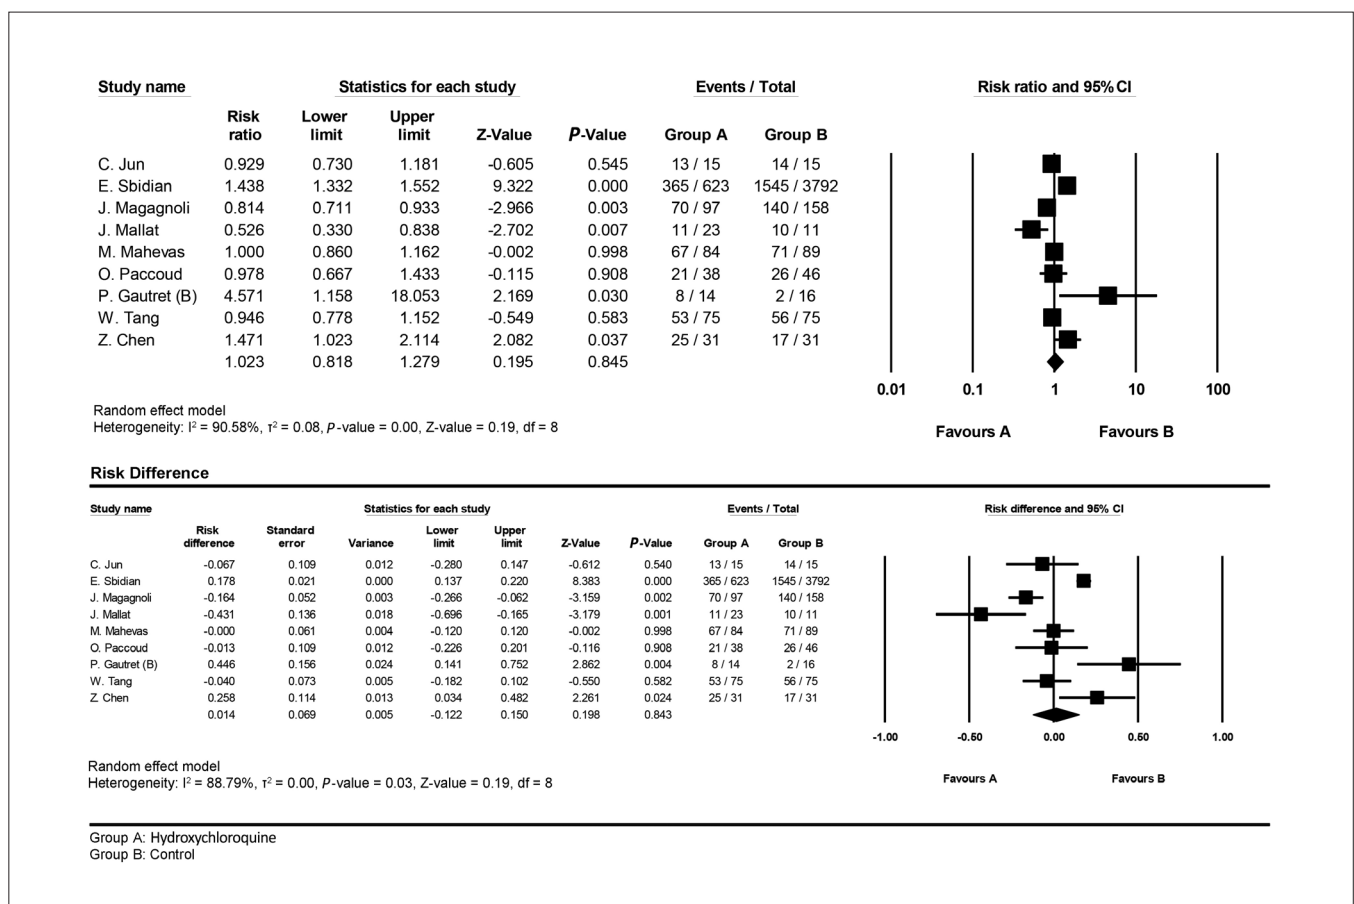 Study name Statistics for each study Events / Total Risk ratio and 95% CI
Risk Lower Upper
ratio limit limit Z-Value P-Value Group A Group B
C. Jun 0.929 0.730 1.181 -0.605 0.545 13 / 15 14 / 15
E. Sbidian 1.438 1.332 1.552 9.322 0.000 365 / 623 1545 / 3792
J. Magagnoli 0.814 0.711 0.933 -2.966 0.003 70 / 97 140 / 158
J. Mallat 0.526 0.330 0.838 -2.702 0.007 11 / 23 10 / 11
M. Mahevas 1.000 0.860 1.162 -0.002 0.998 67 / 84 71 / 89
O. Paccoud 0.978 0.667 1.433 -0.115 0.908 21 / 38 26 / 46
P. Gautret (B) 4.571 1.158 18.053 2.169 0.030 8 / 14 2 / 16
W. Tang 0.946 0.778 1.152 -0.549 0.583 53 / 75 56 / 75
Z. Chen 1.471 1.023 2.114 2.082 0.037 25 / 31 17 / 31
1.023 0.818 1.279 0.195 0.845
0.01 0.1 1 10 100
Random effect model
Heterogeneity: I² = 90.58%, τ² = 0.08, P-value = 0.00, Z-value = 0.19, df = 8
Favours A Favours B
Risk Difference
Study name Statistics for each study Events / Total Risk difference and 95% CI
Risk Standard Lower Upper
difference error Variance limit limit Z-Value P-Value Group A Group B
C. Jun -0.067 0.109 0.012 -0.280 0.147 -0.612 0.540 13 / 15 14 / 15
E. Sbidian 0.178 0.021 0.000 0.137 0.220 8.383 0.000 365 / 623 1545 / 3792
J. Magagnoli -0.164 0.052 0.003 -0.266 -0.062 -3.159 0.002 70 / 97 140 / 158
J. Mallat -0.431 0.136 0.018 -0.696 -0.165 -3.179 0.001 11 / 23 10 / 11
M. Mahevas -0.000 0.061 0.004 -0.120 0.120 -0.002 0.998 67 / 84 71 / 89
O. Paccoud -0.013 0.109 0.012 -0.226 0.201 -0.116 0.908 21 / 38 26 / 46
P. Gautret (B) 0.446 0.156 0.024 0.141 0.752 2.862 0.004 8 / 14 2 / 16
W. Tang -0.040 0.073 0.005 -0.182 0.102 -0.550 0.582 53 / 75 56 / 75
Z. Chen 0.258 0.114 0.013 0.034 0.482 2.261 0.024 25 / 31 17 / 31
0.014 0.069 0.005 -0.122 0.150 0.198 0.843
-1.00 -0.50 0.00 0.50 1.00
Random effect model
Heterogeneity: I² = 88.79%, τ² = 0.00, P-value = 0.03, Z-value = 0.19, df = 8
Favours A Favours B
Group A: Hydroxychloroquine
Group B: Control